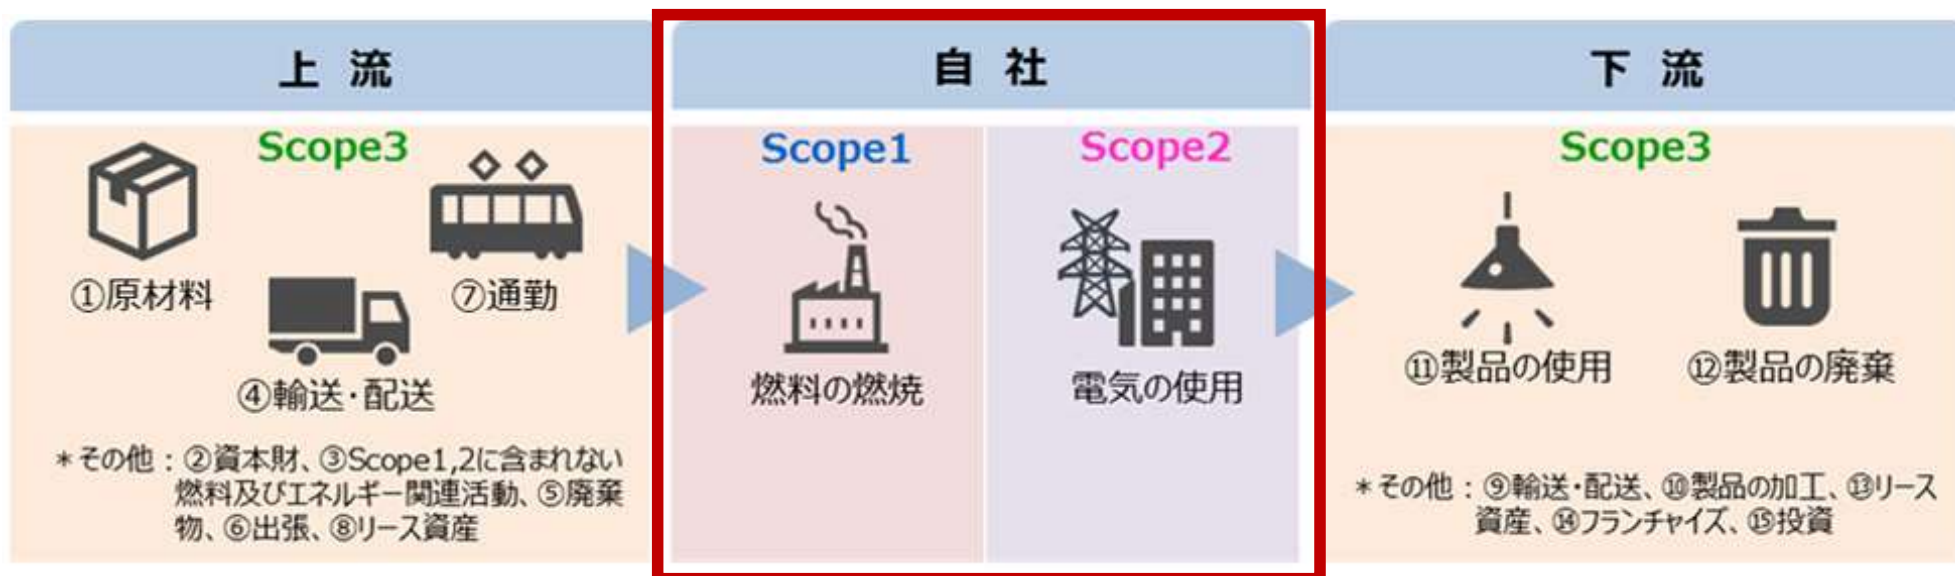 上 流
Scope3
①原材料
⑦通勤
④輸送・配送
*その他：②資本財、③Scope1,2に含まれない
燃料及びエネルギー関連活動、⑤廃棄
物、⑥出張、⑧リース資産
自 社
Scope1
燃料の燃焼
Scope2
電気の使用
下 流
Scope3
⑪製品の使用
⑫製品の廃棄
*その他：⑨輸送・配送、⑩製品の加工、⑬リース
資産、⑭フランチャイズ、⑮投資